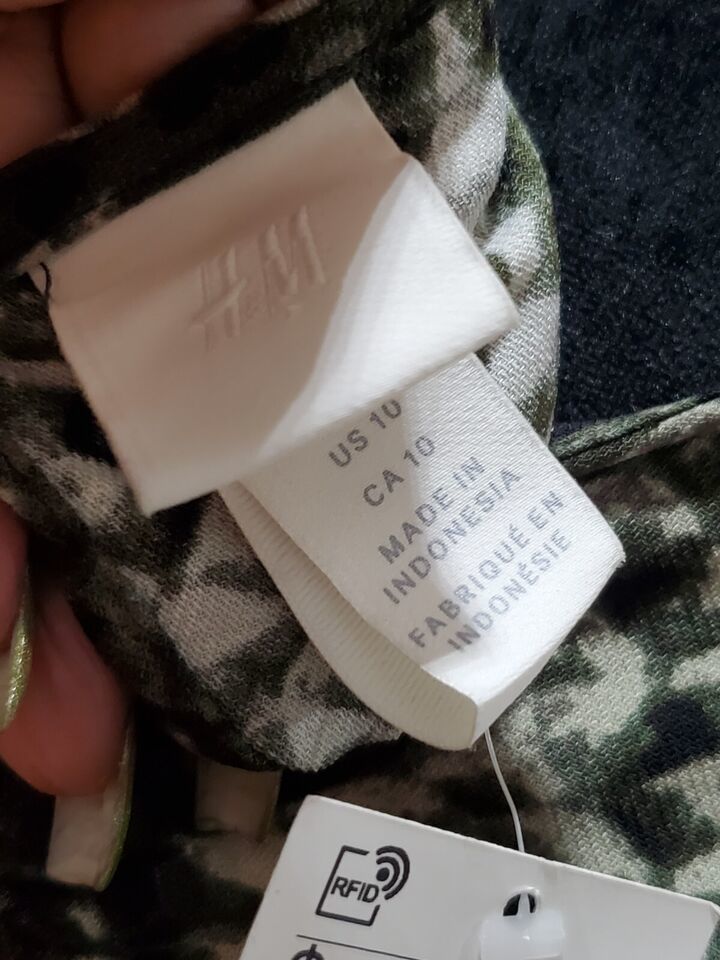 H&M
US 10
CA 10
MADE IN
INDONESIA
FABRIQUÉ EN
INDONÉSIE
RFID